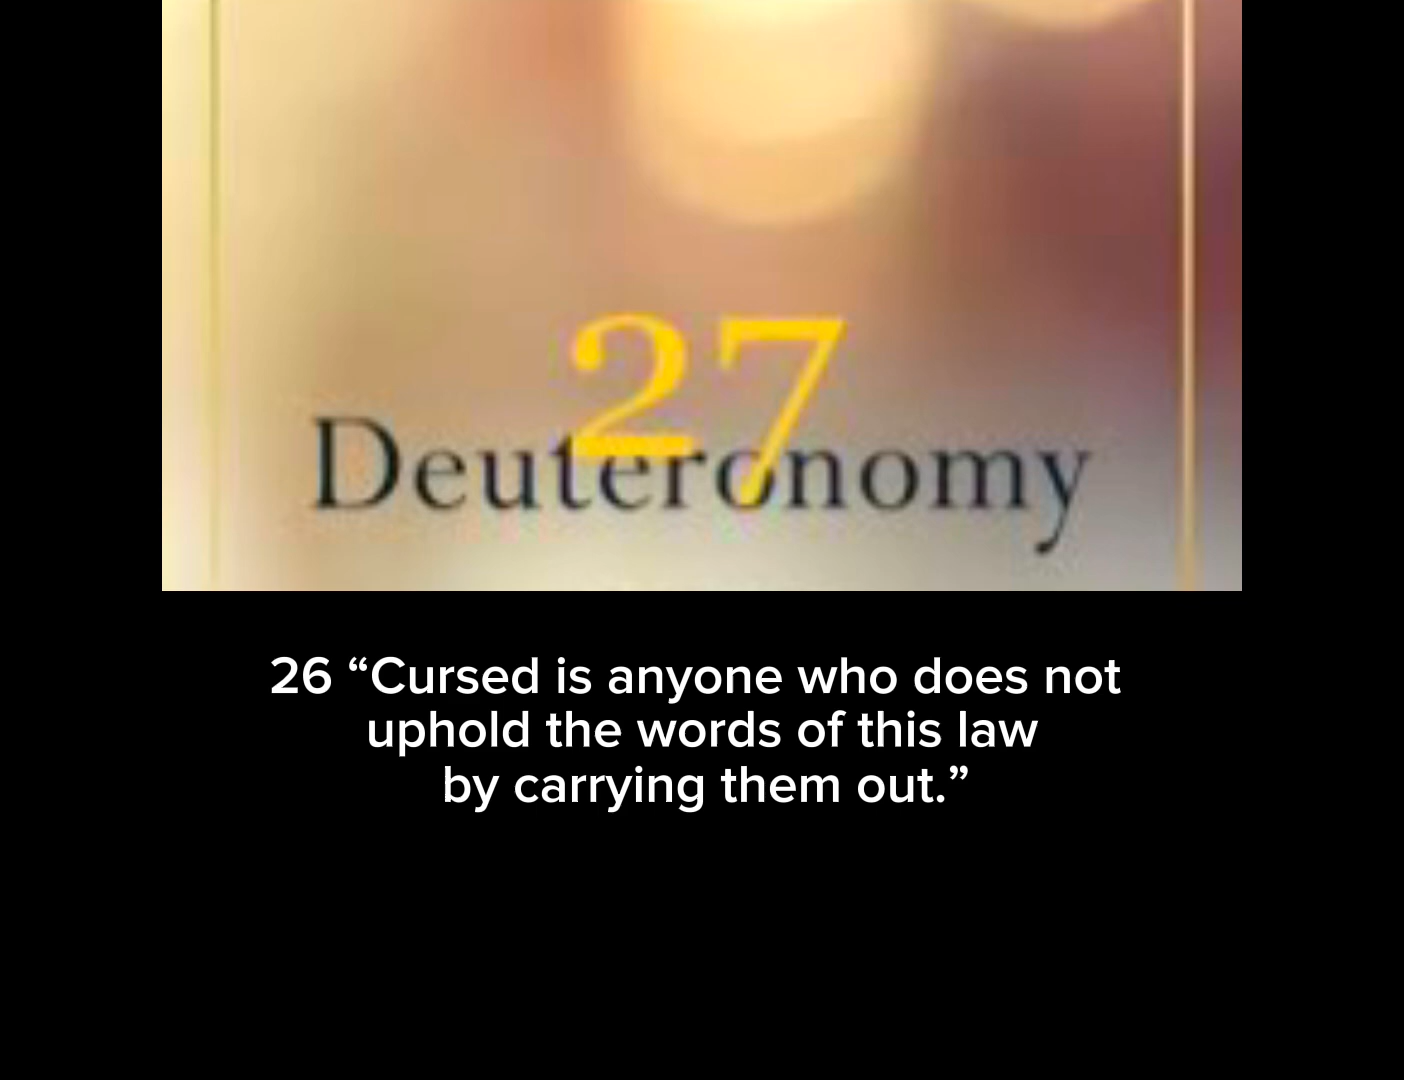 27
Deuteronomy
26 “Cursed is anyone who does not
uphold the words of this law
by carrying them out.”